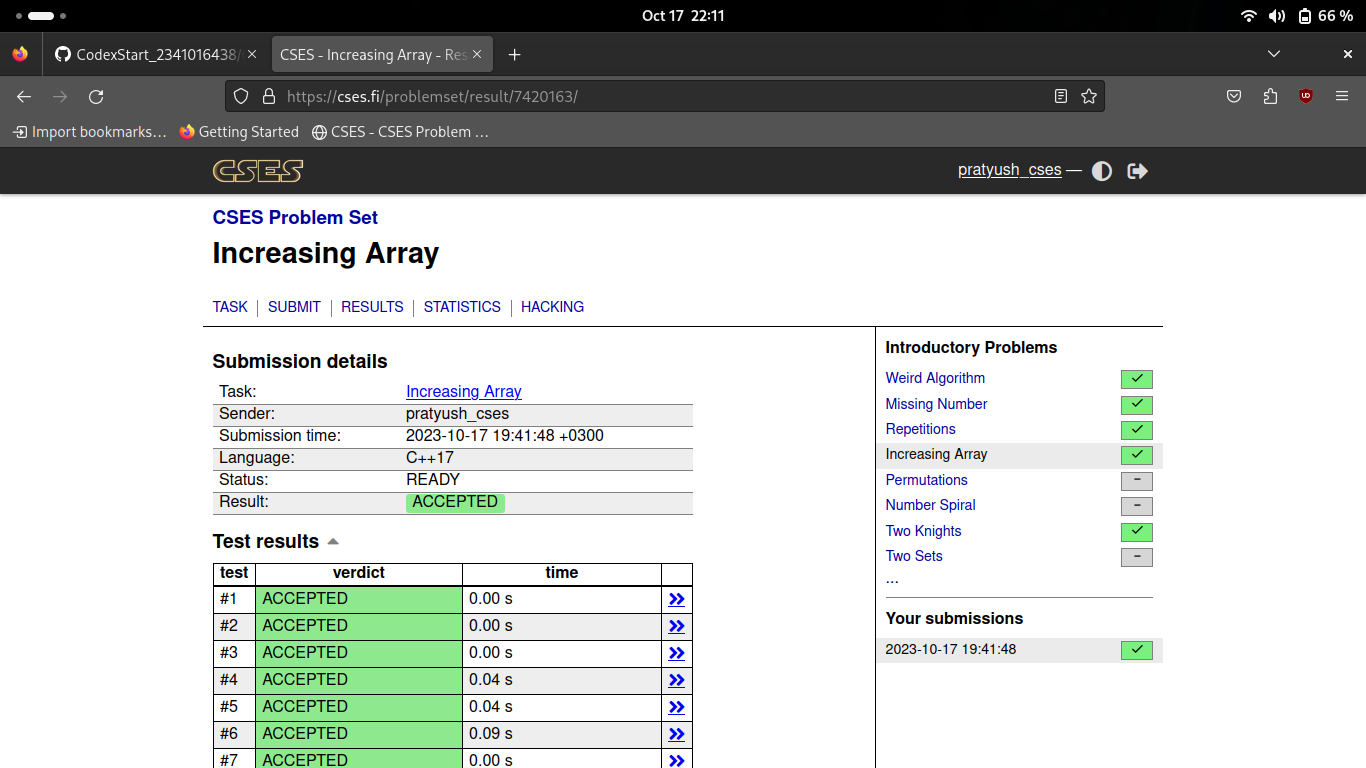 Oct 17 22:11
66 %
CodexStart_2341016438/
CSES - Increasing Array - Res
https://cses.fi/problemset/result/7420163/
Import bookmarks...
Getting Started
CSES - CSES Problem ...
CSES
pratyush_cses —
CSES Problem Set
Increasing Array
TASK | SUBMIT | RESULTS | STATISTICS | HACKING
Submission details
Task: Increasing Array
Sender: pratyush_cses
Submission time: 2023-10-17 19:41:48 +0300
Language: C++17
Status: READY
Result: ACCEPTED
Test results
test verdict time
#1 ACCEPTED 0.00 s »
#2 ACCEPTED 0.00 s »
#3 ACCEPTED 0.00 s »
#4 ACCEPTED 0.04 s »
#5 ACCEPTED 0.04 s »
#6 ACCEPTED 0.09 s »
#7 ACCEPTED 0.00 s »
Introductory Problems
Weird Algorithm
Missing Number
Repetitions
Increasing Array
Permutations –
Number Spiral –
Two Knights
Two Sets –
...
Your submissions
2023-10-17 19:41:48